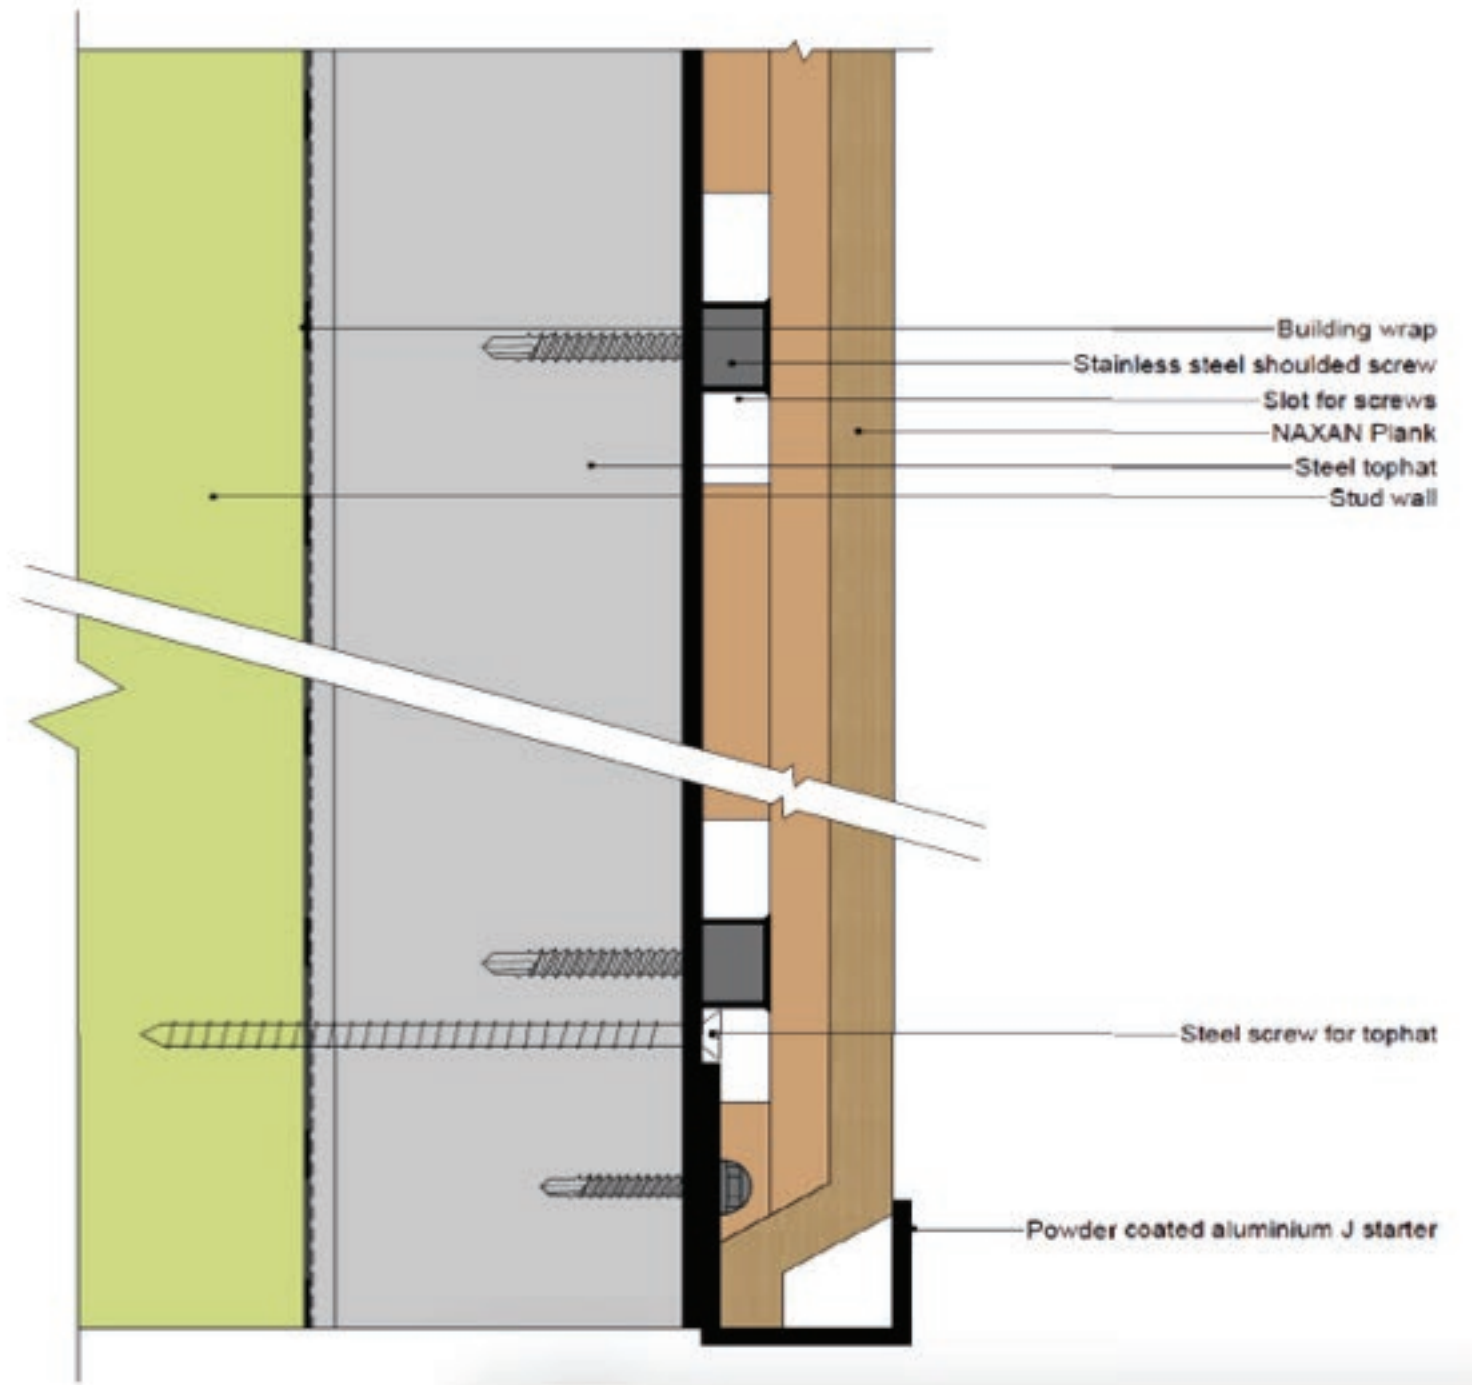 Building wrap
Stainless steel shoulded screw
Slot for screws
NAXAN Plank
Steel tophat
Stud wall
Steel screw for tophat
Powder coated aluminium J starter